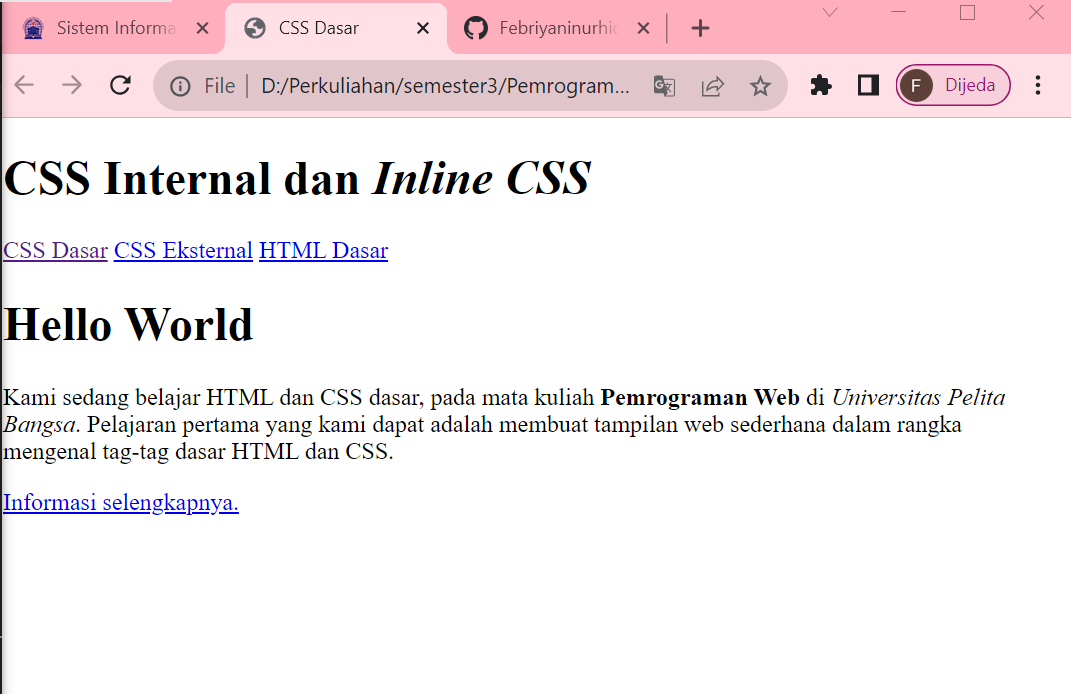 Sistem Informa
CSS Dasar
Febriyaninurhid
File
D:/Perkuliahan/semester3/Pemrogram...
F
Dijeda
CSS Internal dan Inline CSS
CSS Dasar CSS Eksternal HTML Dasar
Hello World
Kami sedang belajar HTML dan CSS dasar, pada mata kuliah Pemrograman Web di Universitas Pelita
Bangsa. Pelajaran pertama yang kami dapat adalah membuat tampilan web sederhana dalam rangka
mengenal tag-tag dasar HTML dan CSS.
Informasi selengkapnya.